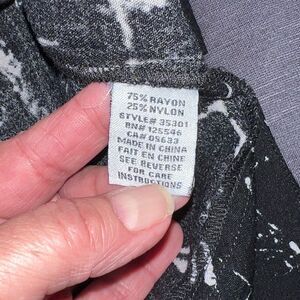 75% RAYON
25% NYLON
STYLE# 35301
RN# 125546
CA# 05633
MADE IN CHINA
FAIT EN CHINE
SEE REVERSE
FOR CARE
INSTRUCTIONS